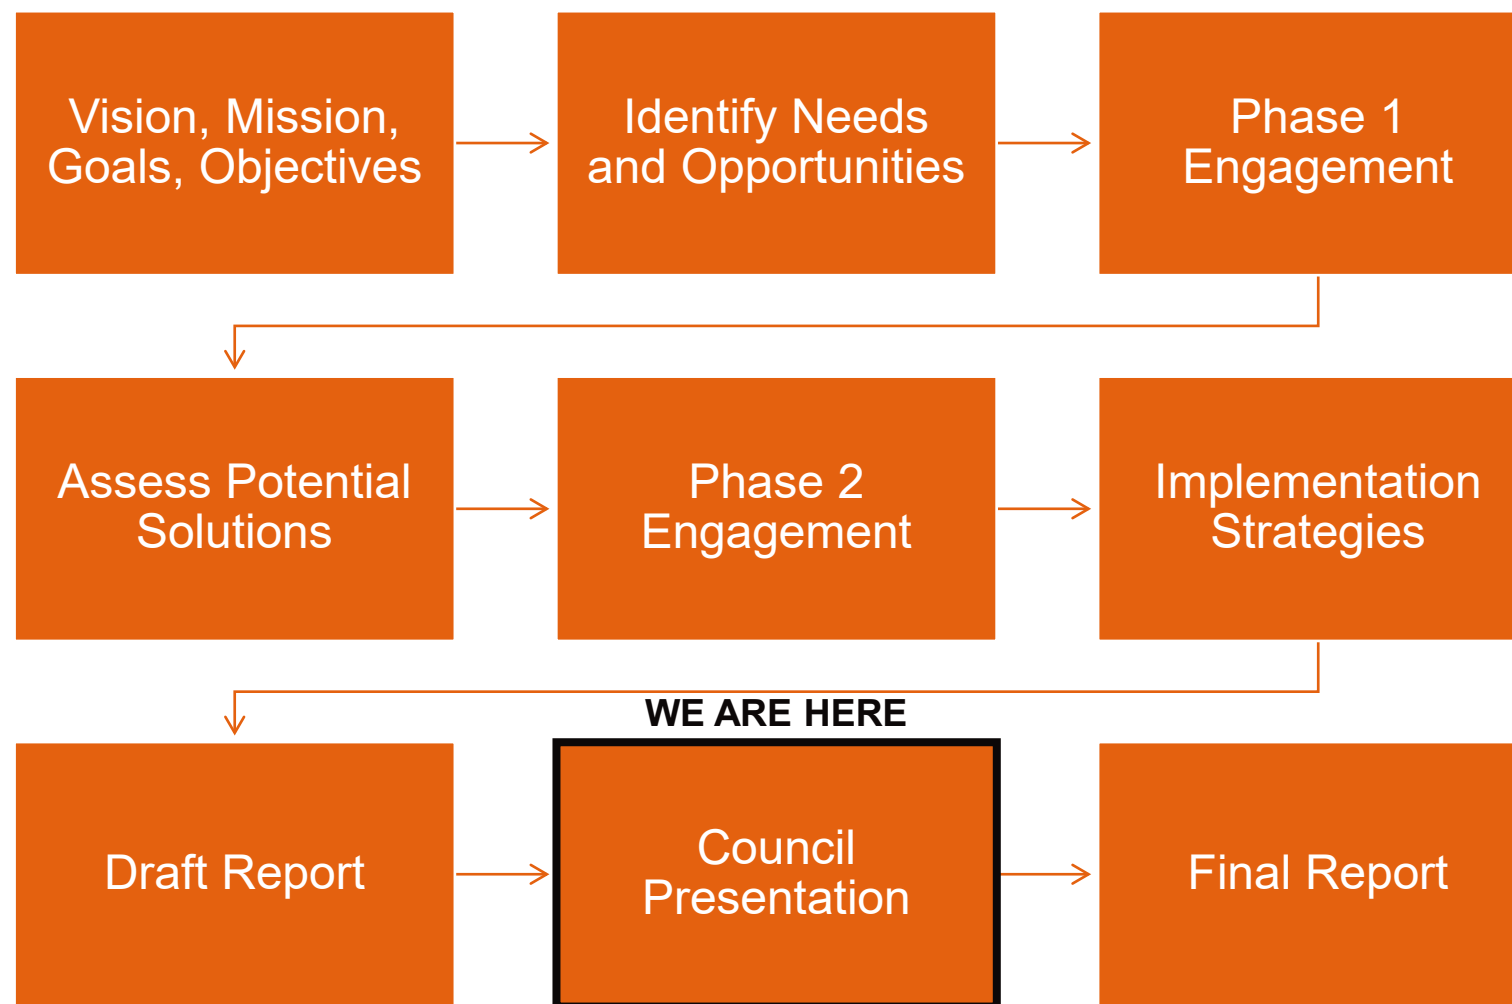 Vision, Mission,
Goals, Objectives
Identify Needs
and Opportunities
Phase 1
Engagement
Assess Potential
Solutions
Phase 2
Engagement
Implementation
Strategies
WE ARE HERE
Draft Report
Council
Presentation
Final Report